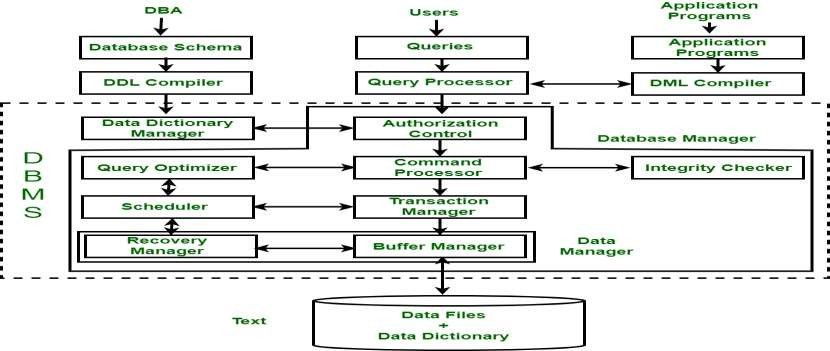 DBA
Users
Application
Programs
Database Schema
Queries
Application
Programs
DDL Compiler
Query Processor
DML Compiler
DBMS
Data Dictionary
Manager
Authorization
Control
Database Manager
Query Optimizer
Command
Processor
Integrity Checker
Scheduler
Transaction
Manager
Recovery
Manager
Buffer Manager
Data
Manager
Text
Data Files
+
Data Dictionary